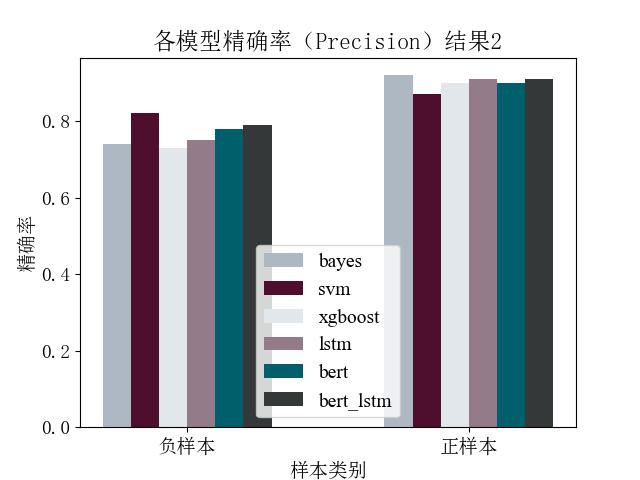 各模型精确率（Precision）结果2
精确率
0.8
0.6
0.4
0.2
0.0
bayes
svm
xgboost
lstm
bert
bert_lstm
负样本
正样本
样本类别